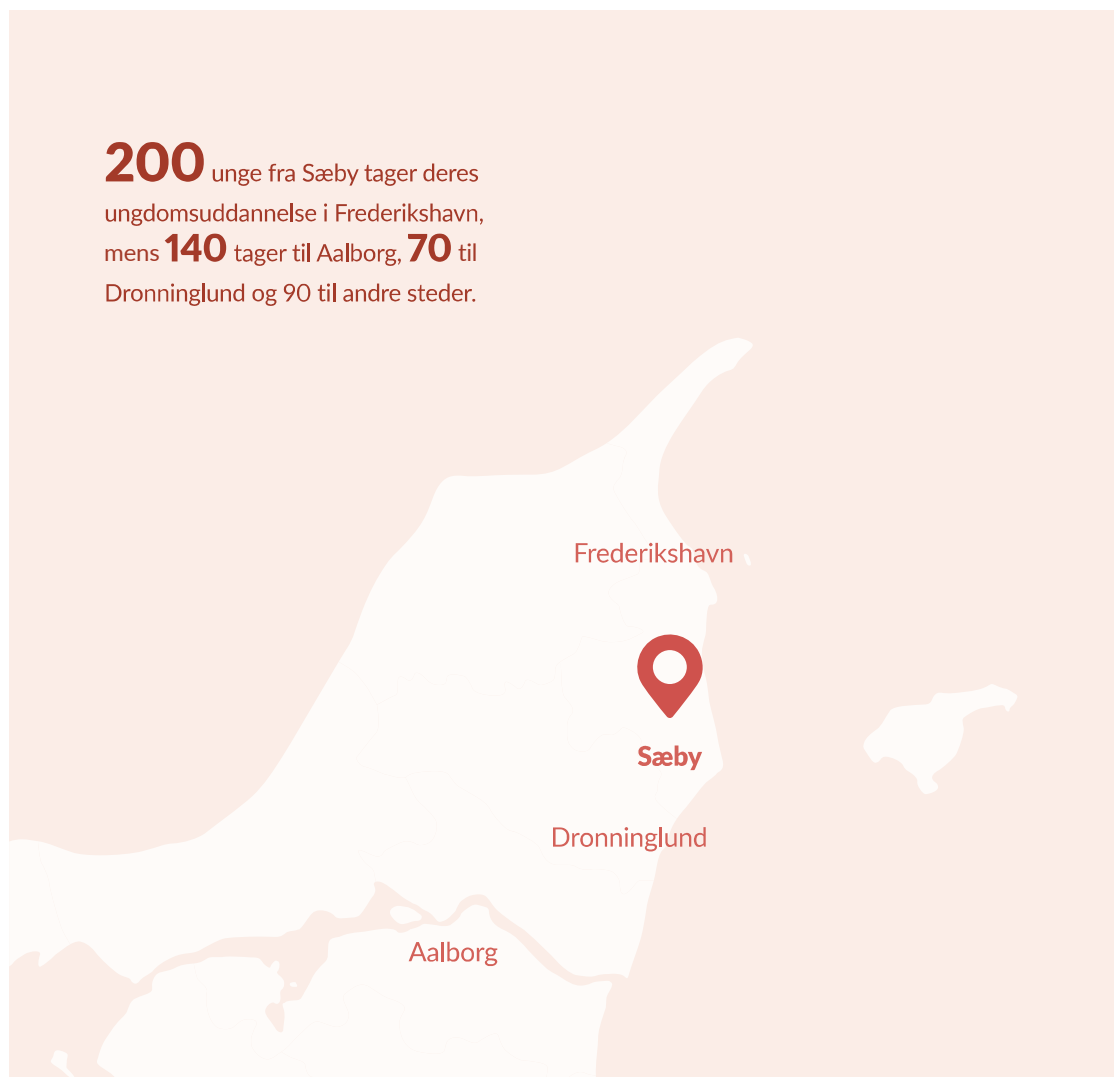 200 unge fra Sæby tager deres
ungdomsuddannelse i Frederikshavn,
mens 140 tager til Aalborg, 70 til
Dronninglund og 90 til andre steder.
Frederikshavn
Sæby
Dronninglund
Aalborg